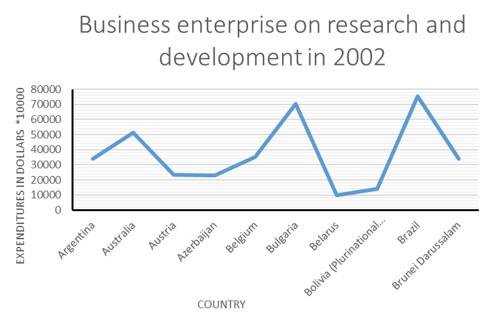 Business enterprise on research and
development in 2002
EXPENDITURES IN DOLLARS *10000
80000
70000
60000
50000
40000
30000
20000
10000
0
Argentina
Australia
Austria
Azerbaijan
Belgium
Bulgaria
Belarus
Bolivia (Plurinational...
Brazil
Brunei Darussalam
COUNTRY